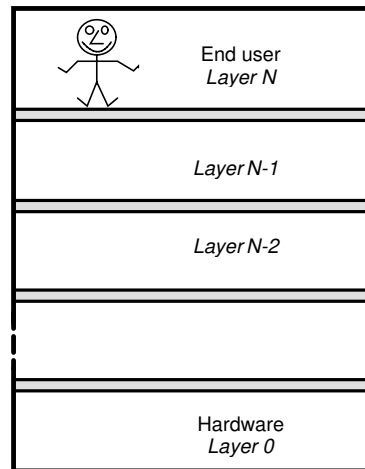 End user
Layer N
Layer N-1
Layer N-2
Hardware
Layer 0